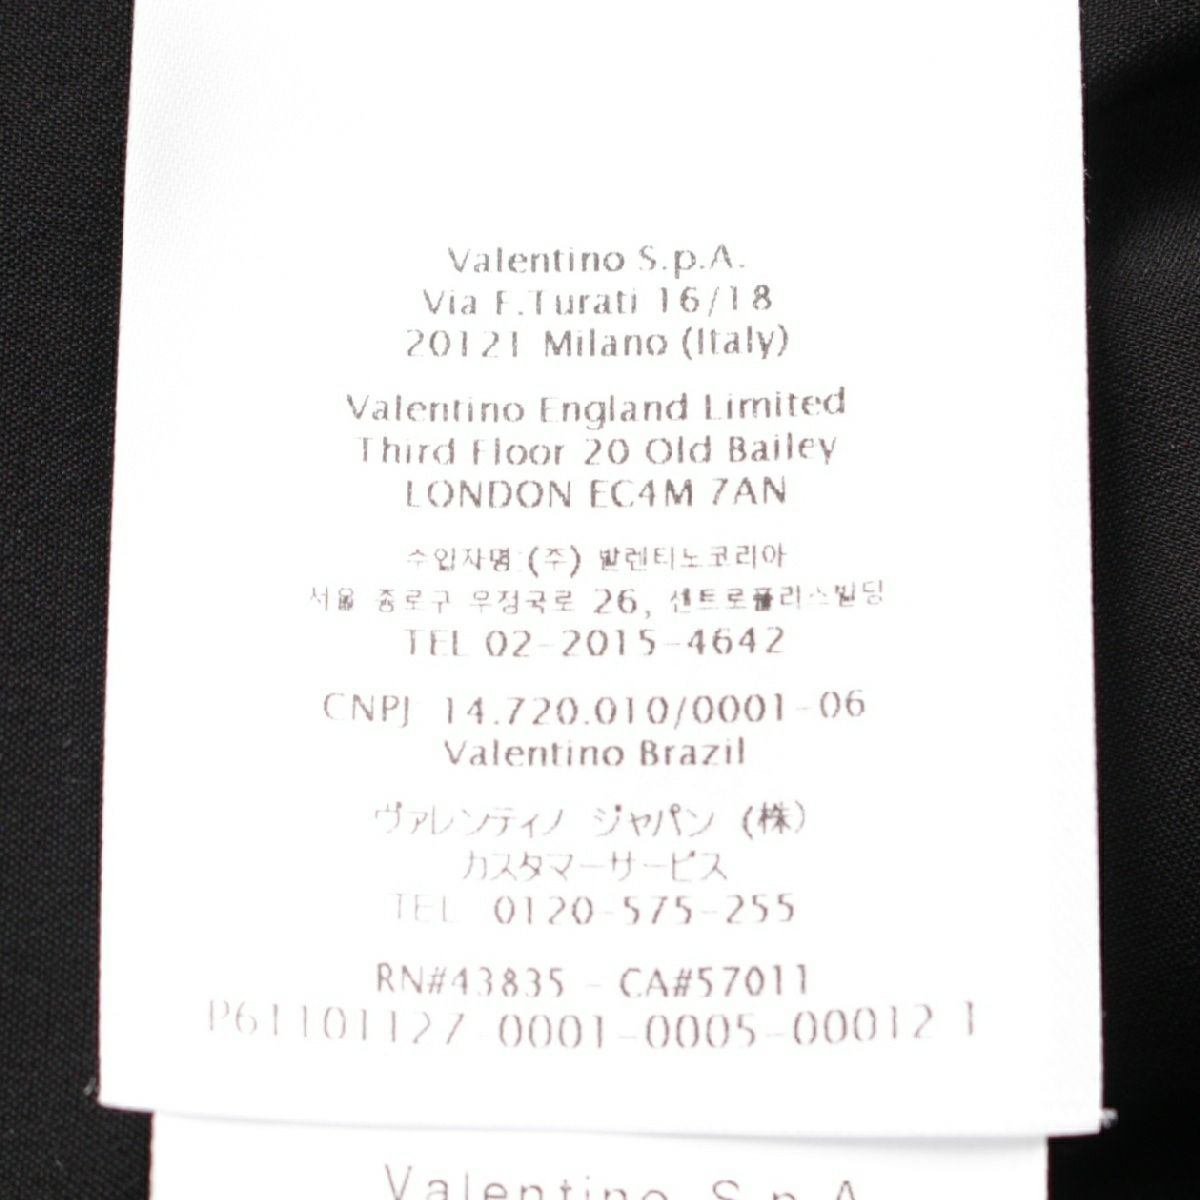 Valentino S.p.A.
Via F.Turati 16/18
20121 Milano (Italy)
Valentino England Limited
Third Floor 20 Old Bailey
LONDON EC4M 7AN
수입자명:(주) 발렌티노코리아
서울 종로구 우정국로 26, 센트로폴리스빌딩
TEL 02-2015-4642
CNPJ 14.720.010/0001-06
Valentino Brazil
ヴァレンティノ ジャパン (株)
カスタマーサービス
TEL 0120-575-255
RN#43835 - CA#57011
P61101127-0001-0005-00012 1
Valentino S.p.A.